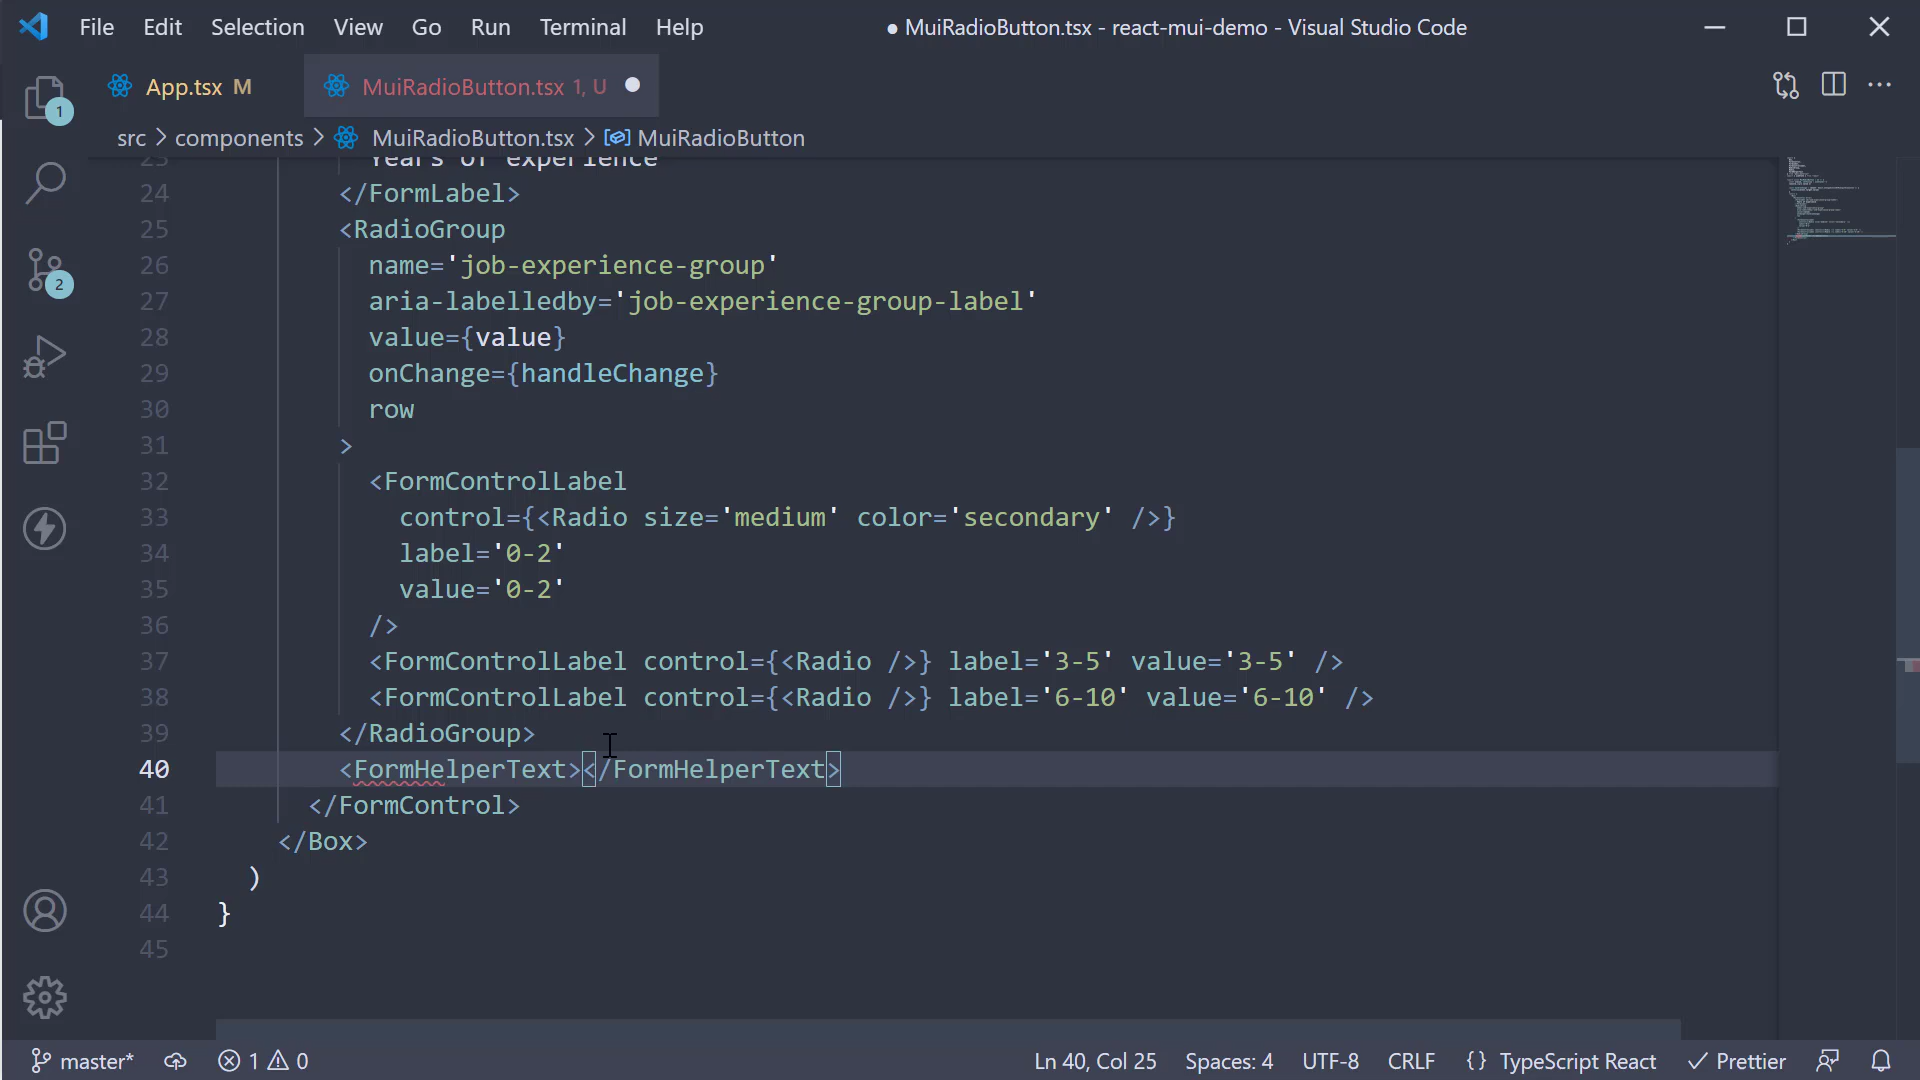 File Edit Selection View Go Run Terminal Help
● MuiRadioButton.tsx - react-mui-demo - Visual Studio Code
App.tsx M
MuiRadioButton.tsx 1, U
1
src > components > MuiRadioButton.tsx > MuiRadioButton
23 Years of experience
24 </FormLabel>
25 <RadioGroup
26 name='job-experience-group'
2
27 aria-labelledby='job-experience-group-label'
28 value={value}
29 onChange={handleChange}
30 row
31 >
32 <FormControlLabel
33 control={<Radio size='medium' color='secondary' />}
34 label='0-2'
35 value='0-2'
36 />
37 <FormControlLabel control={<Radio />} label='3-5' value='3-5' />
38 <FormControlLabel control={<Radio />} label='6-10' value='6-10' />
39 </RadioGroup>
40 <FormHelperText></FormHelperText>
41 </FormControl>
42 </Box>
43 )
44 }
45
master* 1 0 Ln 40, Col 25 Spaces: 4 UTF-8 CRLF {} TypeScript React Prettier